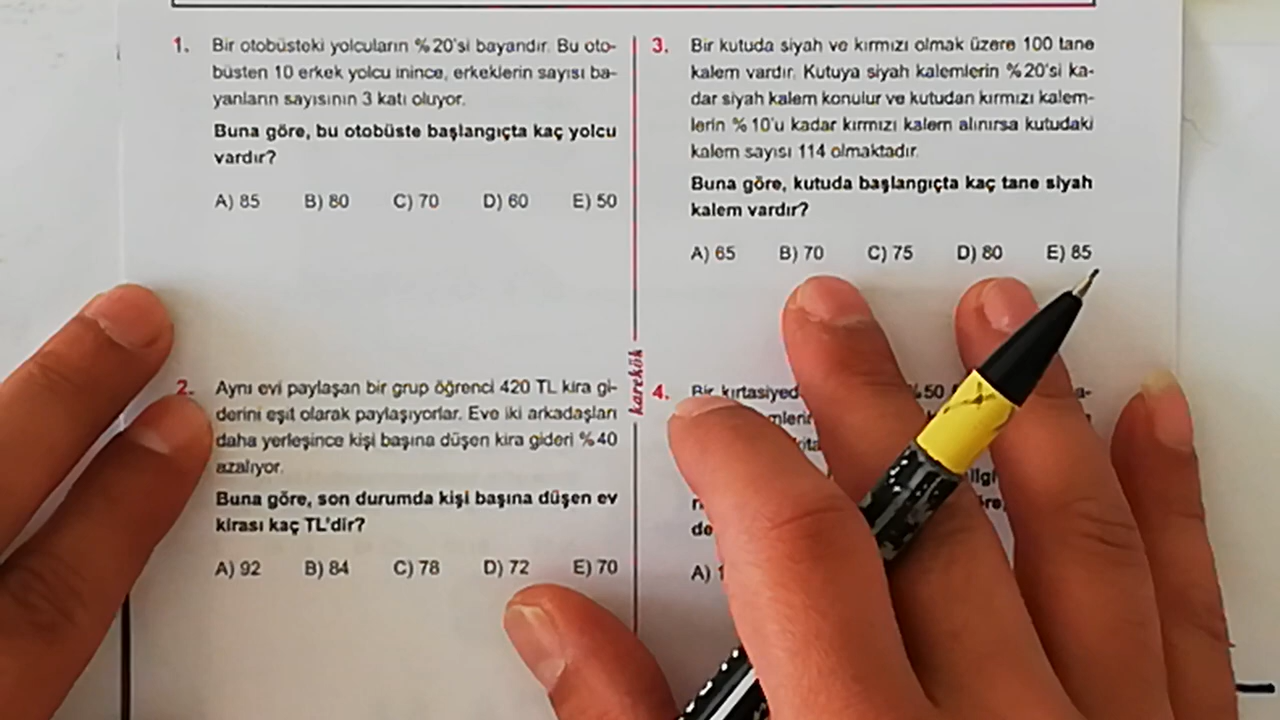 1. Bir otobüsteki yolcuların %20'si bayandır. Bu oto-
büsten 10 erkek yolcu inince, erkeklerin sayısı ba-
yanların sayısının 3 katı oluyor.
Buna göre, bu otobüste başlangıçta kaç yolcu
vardır?
A) 85 B) 80 C) 70 D) 60 E) 50
2. Aynı evi paylaşan bir grup öğrenci 420 TL kira gi-
derini eşit olarak paylaşıyorlar. Eve iki arkadaşları
daha yerleşince kişi başına düşen kira gideri %40
azalıyor.
Buna göre, son durumda kişi başına düşen ev
kirası kaç TL'dir?
A) 92 B) 84 C) 78 D) 72 E) 70
karekök
3. Bir kutuda siyah ve kırmızı olmak üzere 100 tane
kalem vardır. Kutuya siyah kalemlerin %20'si ka-
dar siyah kalem konulur ve kutudan kırmızı kalem-
lerin %10'u kadar kırmızı kalem alınırsa kutudaki
kalem sayısı 114 olmaktadır.
Buna göre, kutuda başlangıçta kaç tane siyah
kalem vardır?
A) 65 B) 70 C) 75 D) 80 E) 85
4. Bir kırtasiyed %50
de
A)